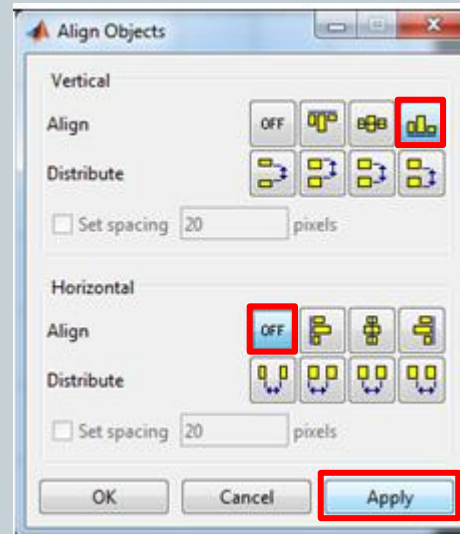 Align Objects
Vertical
Align OFF
Distribute
Set spacing 20 pixels
Horizontal
Align OFF
Distribute
Set spacing 20 pixels
OK Cancel Apply